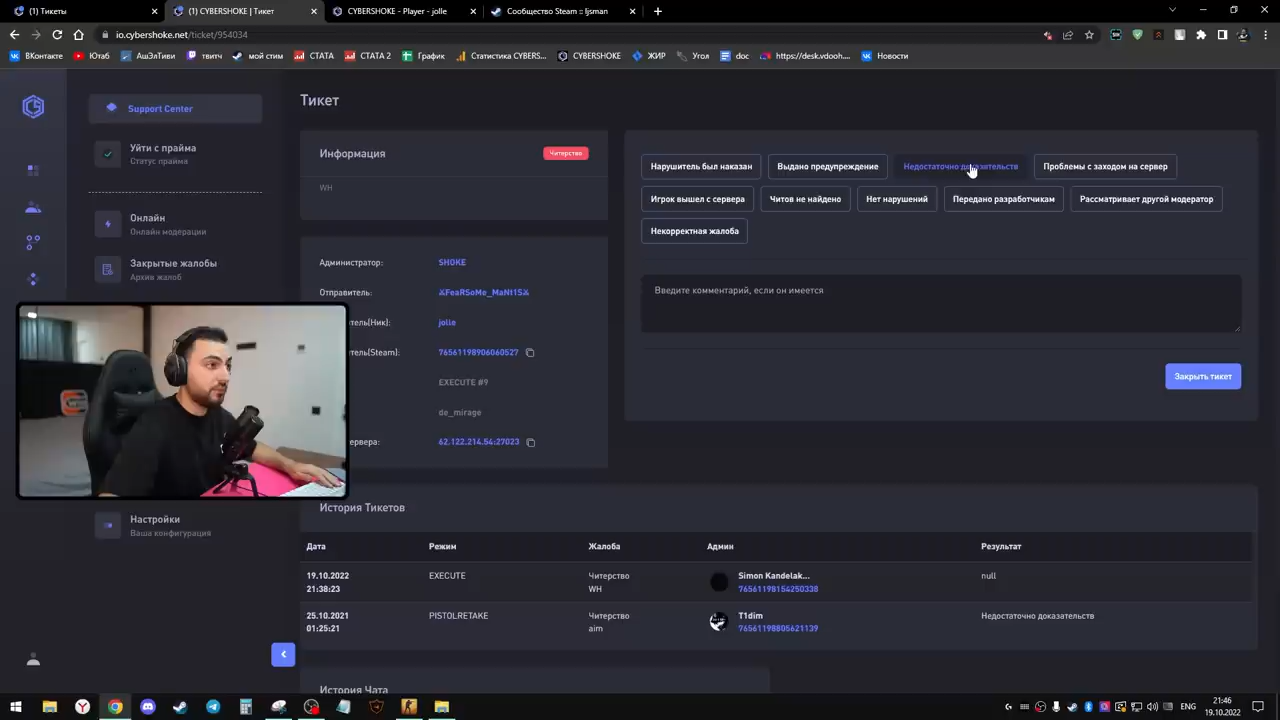 (1) Тикеты
(1) CYBERSHOKE | Тикет
CYBERSHOKE - Player - jolle
Сообщество Steam :: ljsman
io.cybershoke.net/ticket/954034
ВКонтакте
Ютаб
АшЭлТиви
твитч
мой стим
СТАТА
СТАТА 2
График
Статистика CYBERS...
CYBERSHOKE
ЖИР
Угол
doc
https://desk.vdooh...
Новости
Support Center
Уйти с прайма
Статус прайма
Онлайн
Онлайн модерации
Закрытые жалобы
Архив жалоб
Настройки
Ваша конфигурация
Тикет
Информация
Читерство
WH
Администратор:
SHOKE
Отправитель:
FeaRSoMe_MaNt1S
тель(Ник):
jolle
тель(Steam):
76561198906060527
EXECUTE #9
de_mirage
ервера:
62.122.214.54:27023
Нарушитель был наказан
Выдано предупреждение
Недостаточно доказательств
Проблемы с заходом на сервер
Игрок вышел с сервера
Читов не найдено
Нет нарушений
Передано разработчикам
Рассматривает другой модератор
Некорректная жалоба
Введите комментарий, если он имеется
Закрыть тикет
История Тикетов
Дата Режим Жалоба Админ Результат
19.10.2022 EXECUTE Читерство Simon Kandelak... null
21:38:23 WH 76561198154250338
25.10.2021 PISTOLRETAKE Читерство T1dim Недостаточно доказательств
01:25:21 aim 76561198805621139
История Чата
ENG
21:46
19.10.2022